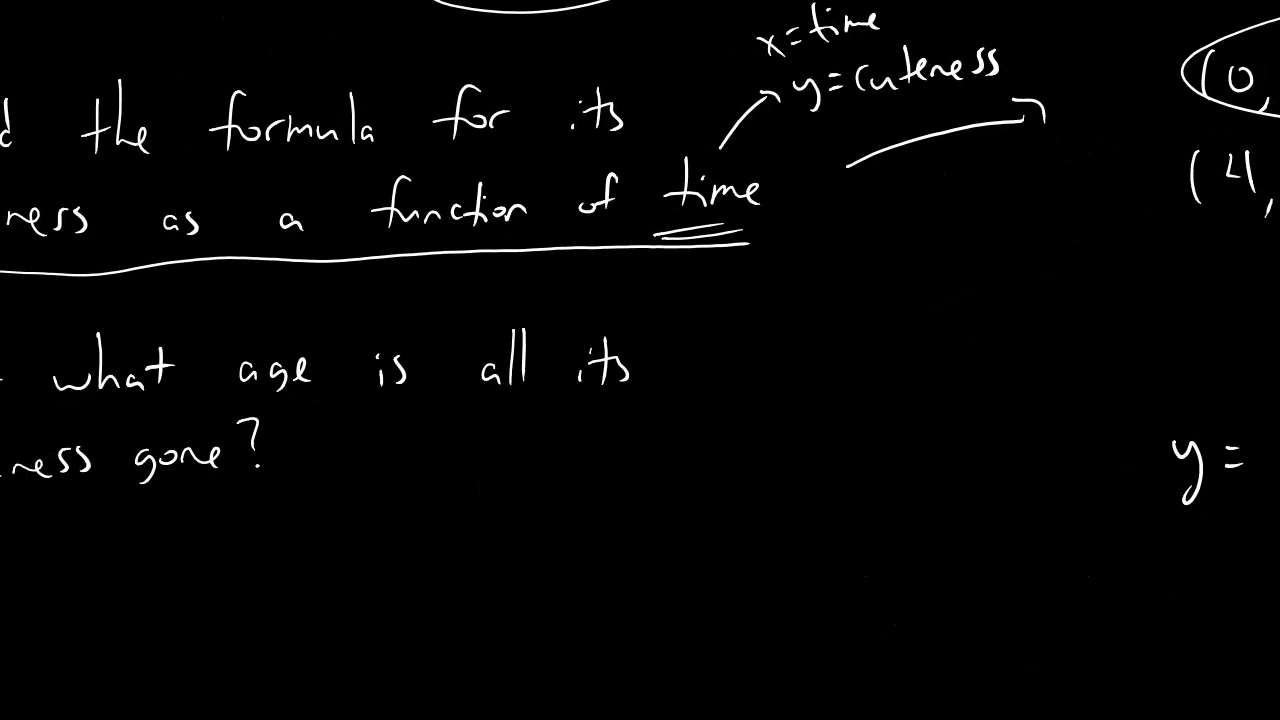 x=time
y=cuteness
the formula for its
ness as a function of time
(0,
(4,
what age is all its
ness gone?
y=